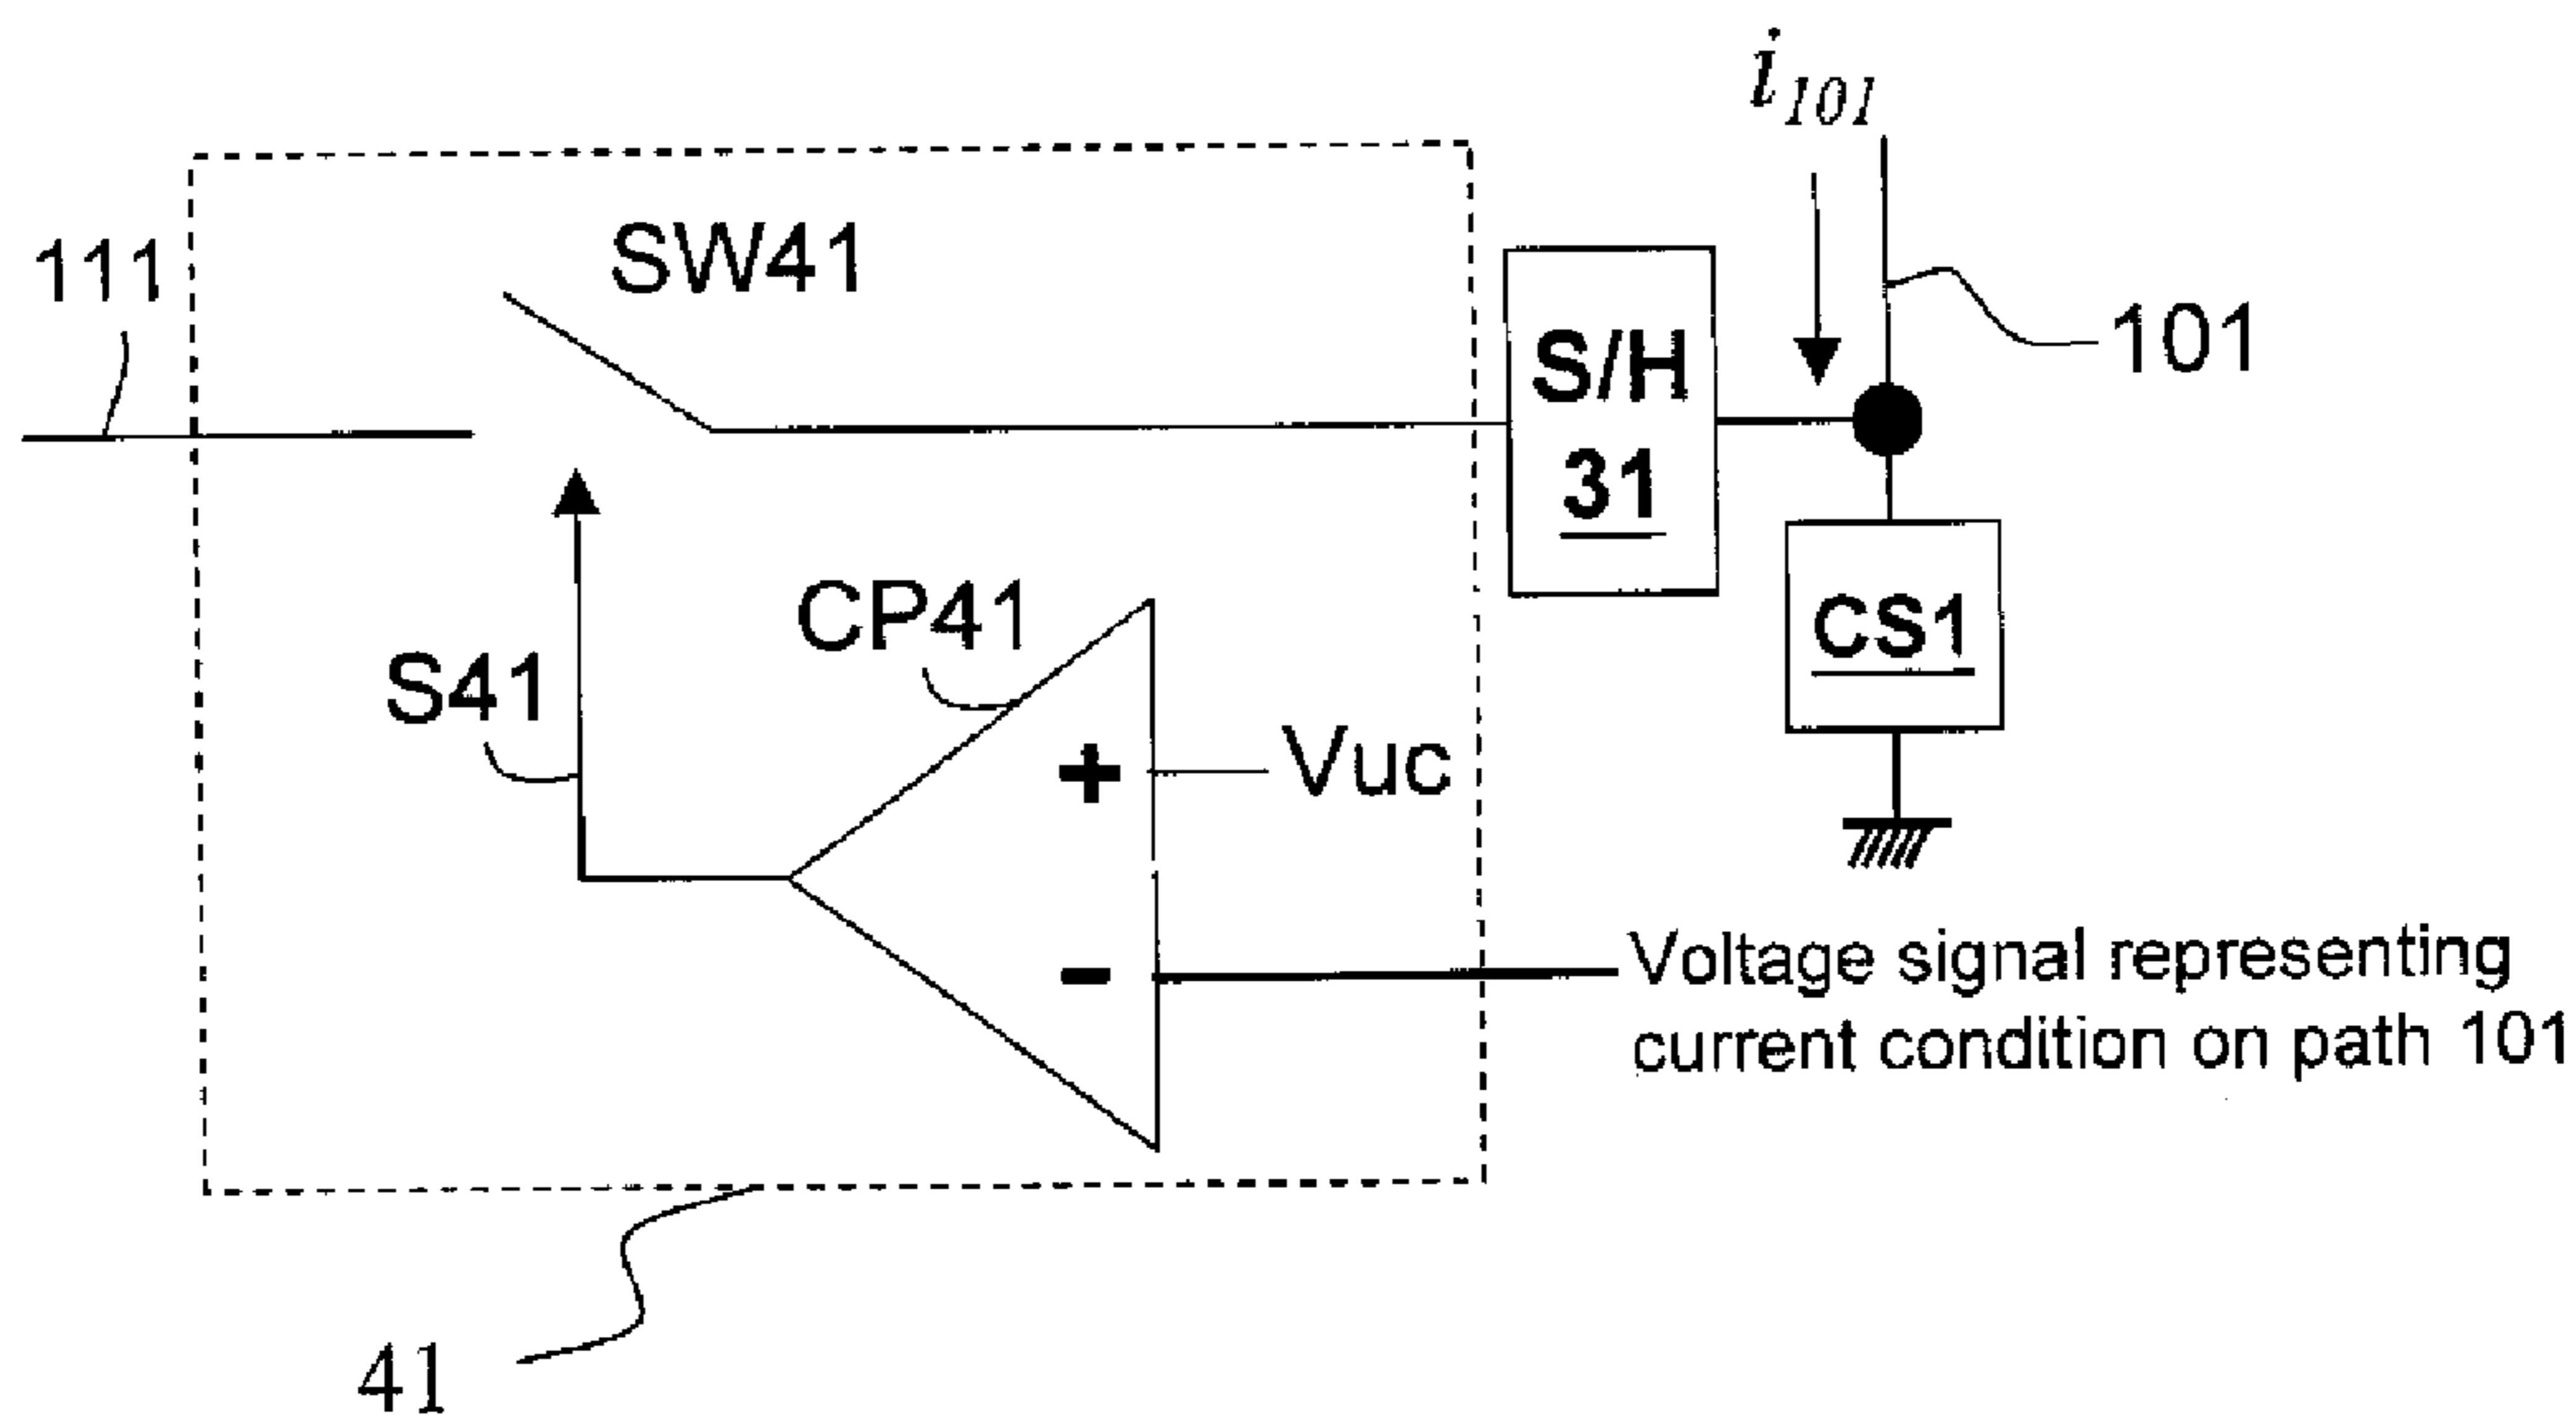 i101
111
SW41
S/H
31
101
CP41
CS1
S41
+
Vuc
-
Voltage signal representing
current condition on path 101
41